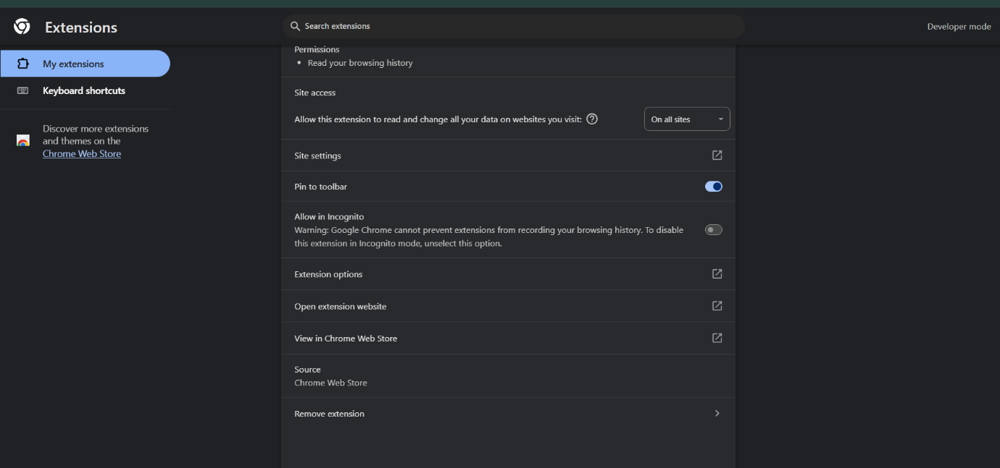 Extensions
Search extensions
Developer mode
My extensions
Keyboard shortcuts
Discover more extensions
and themes on the
Chrome Web Store
Permissions
• Read your browsing history
Site access
Allow this extension to read and change all your data on websites you visit:
On all sites
Site settings
Pin to toolbar
Allow in Incognito
Warning: Google Chrome cannot prevent extensions from recording your browsing history. To disable
this extension in Incognito mode, unselect this option.
Extension options
Open extension website
View in Chrome Web Store
Source
Chrome Web Store
Remove extension